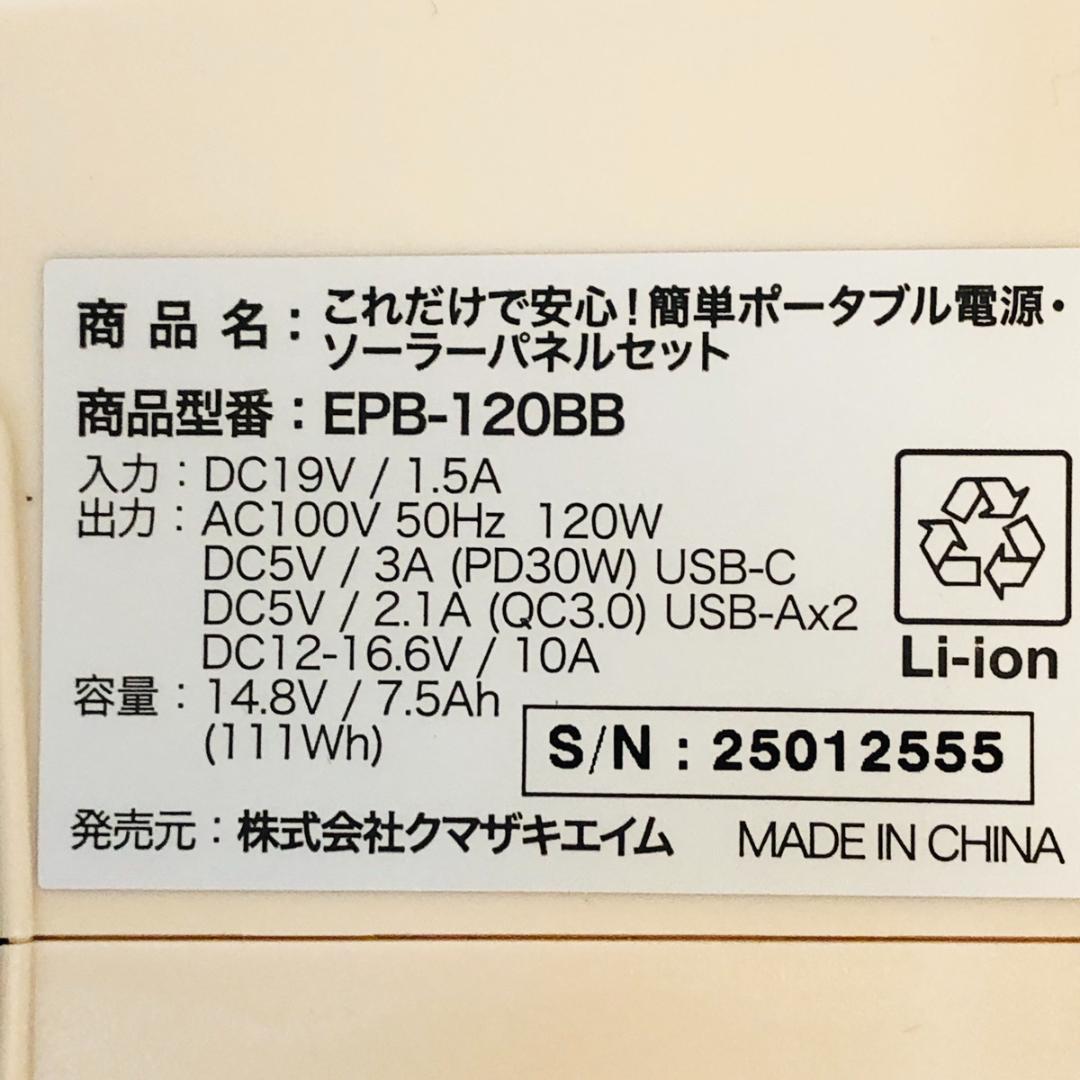 商品名：これだけで安心！簡単ポータブル電源・
ソーラーパネルセット
商品型番：EPB-120BB
入力：DC19V / 1.5A
出力：AC100V 50Hz 120W
DC5V / 3A (PD30W) USB-C
DC5V / 2.1A (QC3.0) USB-Ax2
DC12-16.6V / 10A
Li-ion
容量：14.8V / 7.5Ah
(111Wh)
S/N：25012555
発売元：株式会社クマザキエイム MADE IN CHINA